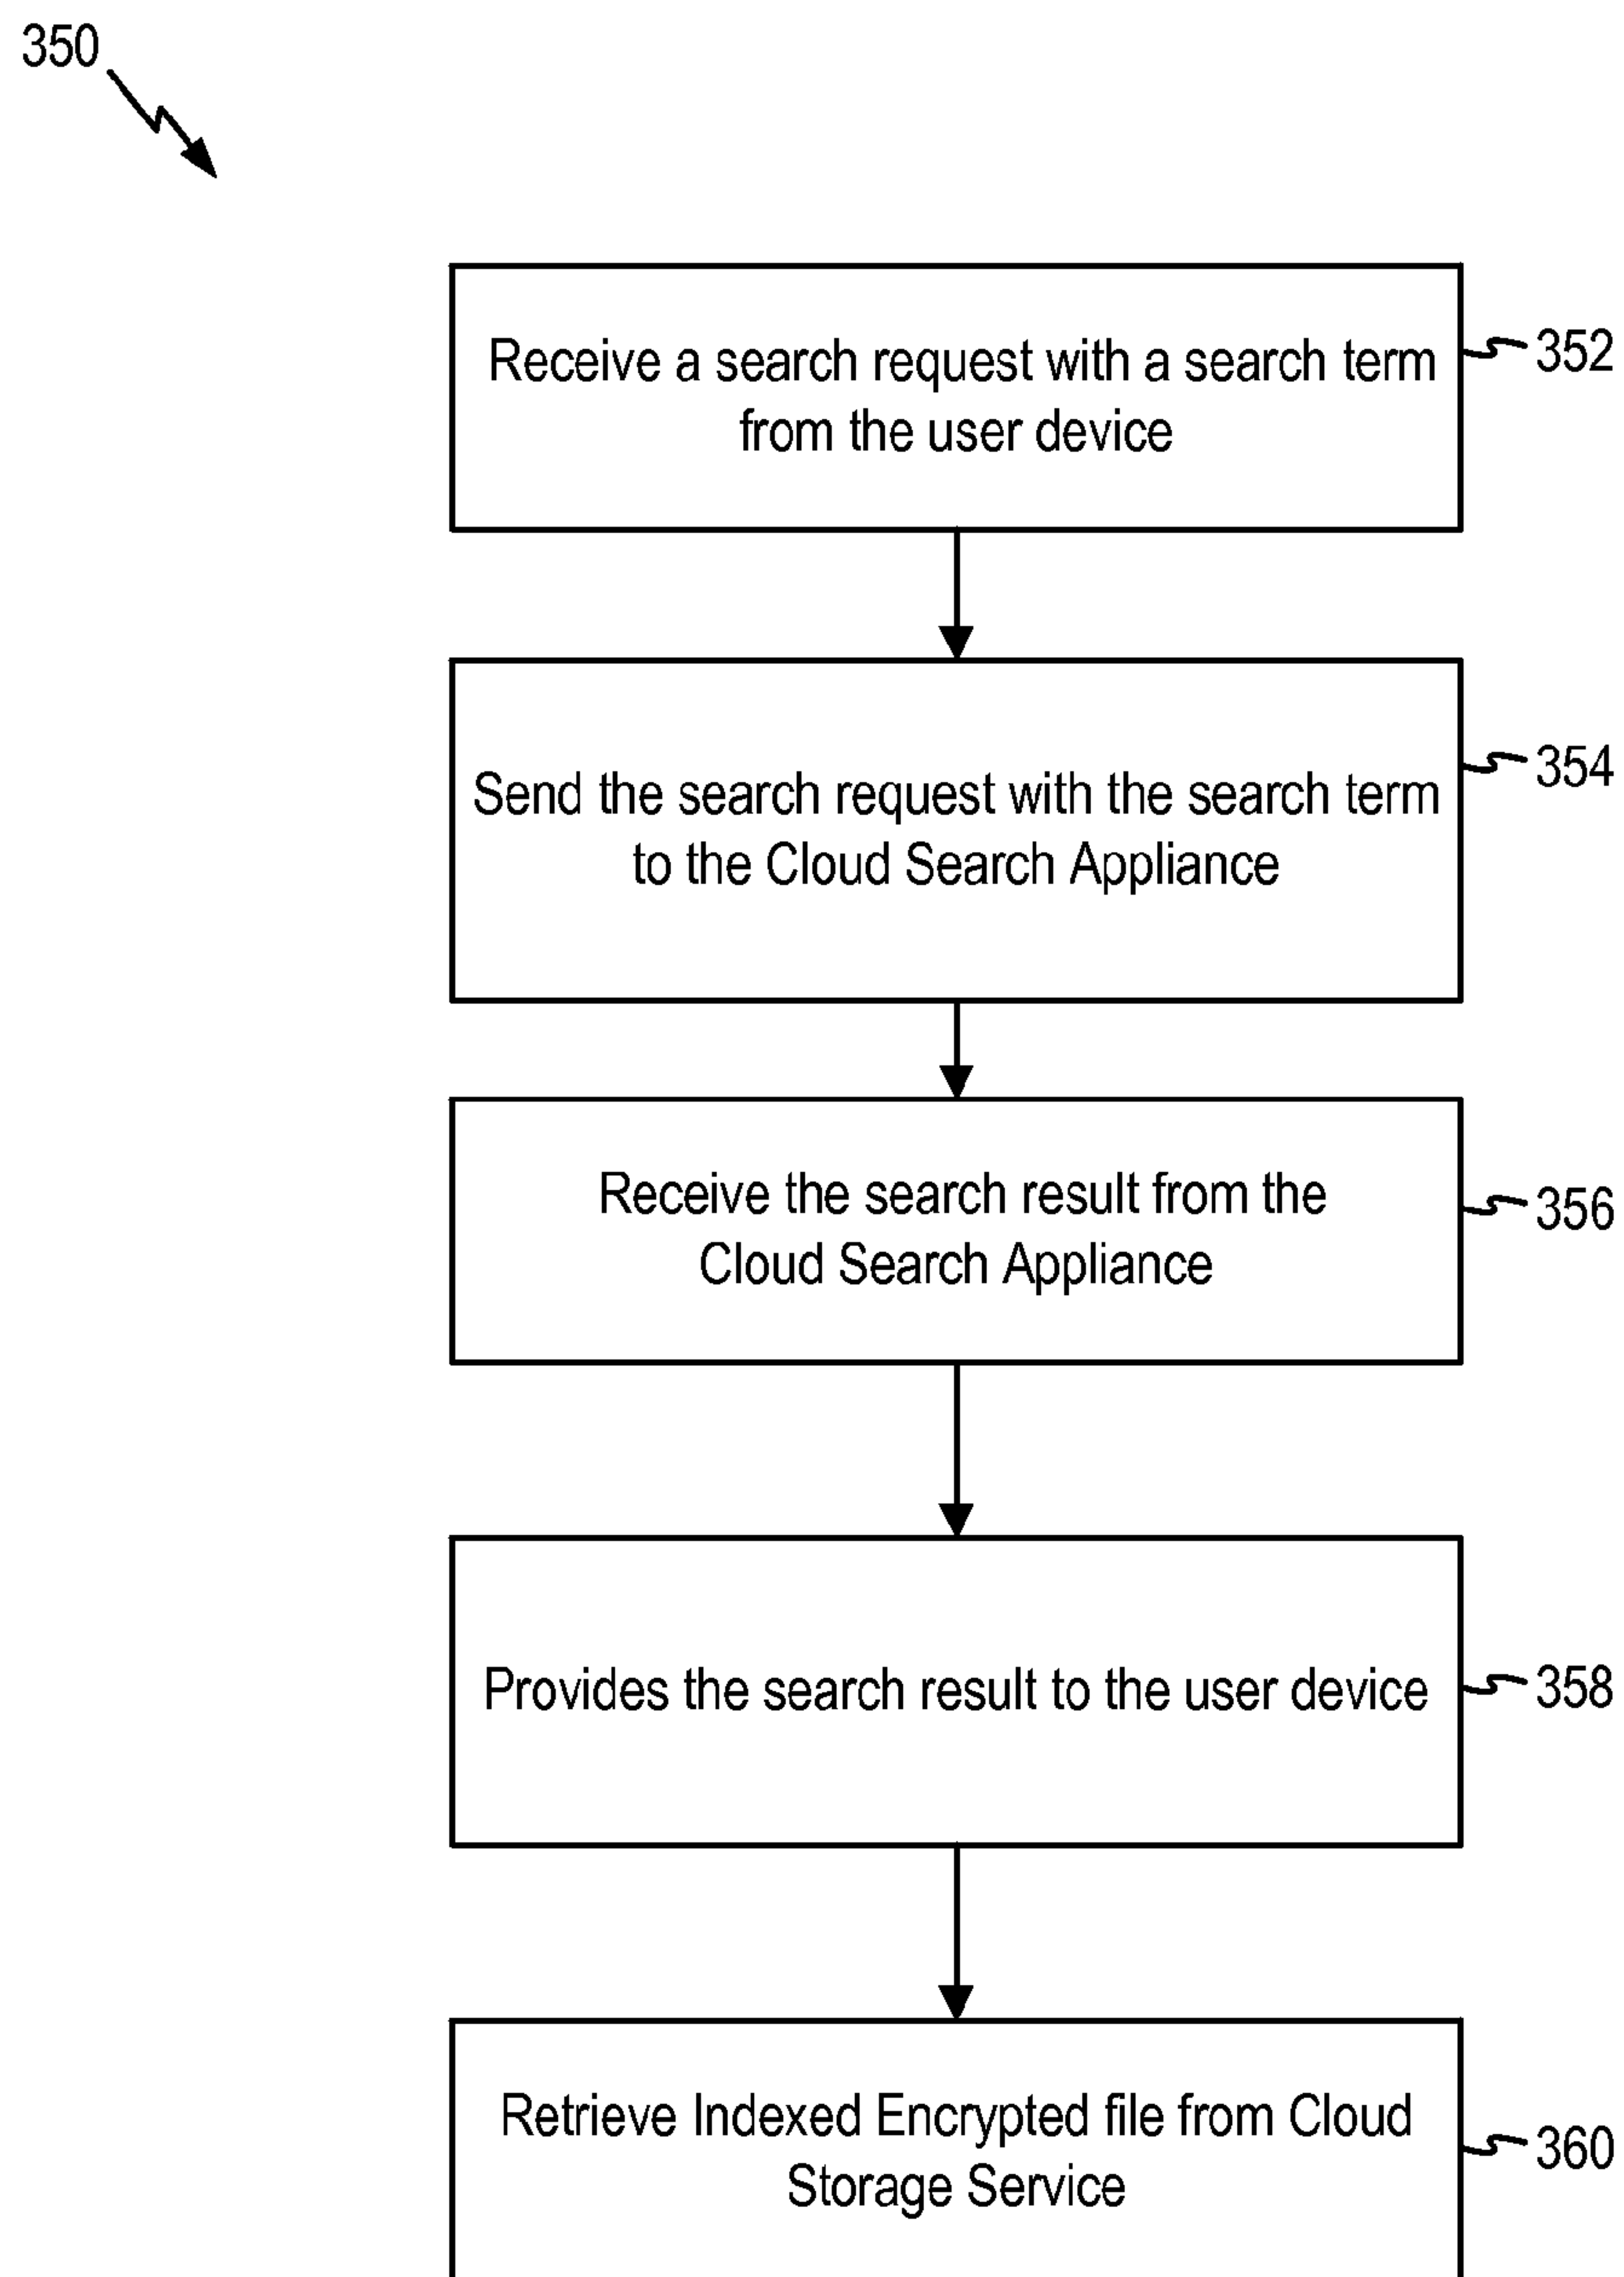 350
Receive a search request with a search term
from the user device
352
Send the search request with the search term
to the Cloud Search Appliance
354
Receive the search result from the
Cloud Search Appliance
356
Provides the search result to the user device
358
Retrieve Indexed Encrypted file from Cloud
Storage Service
360